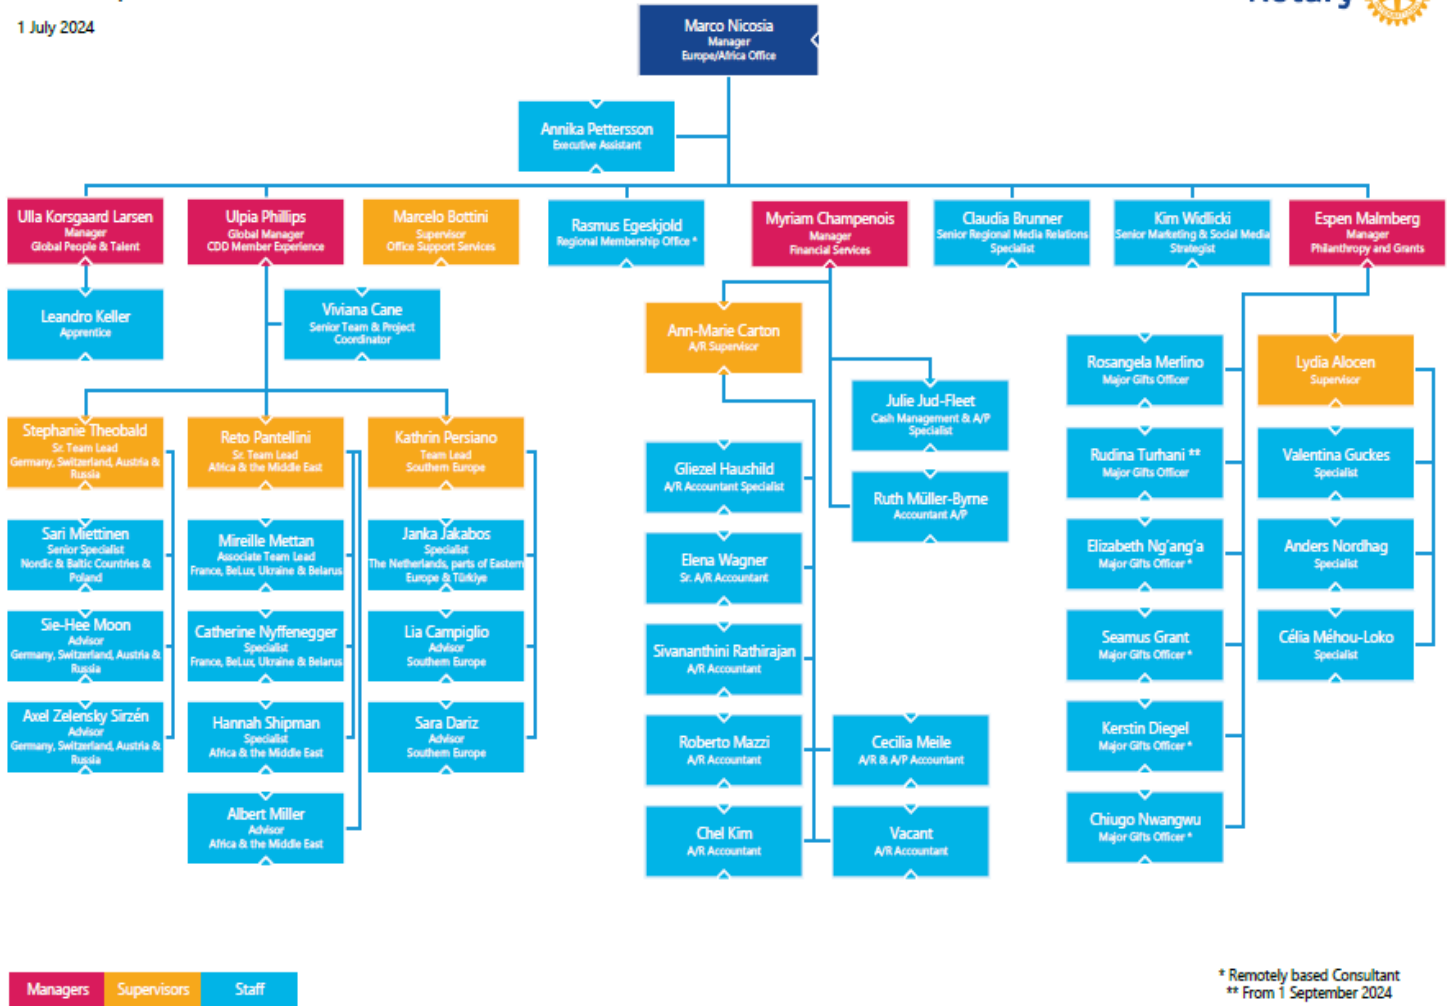 1 July 2024
Rotary
Marco Nicosia
Manager
Europe/Africa Office
Annika Pettersson
Executive Assistant
Ulla Korsgaard Larsen
Manager
Global People & Talent
Ulpia Phillips
Global Manager
CDD Member Experience
Marcelo Bottini
Supervisor
Office Support Services
Rasmus Egeskjold
Regional Membership Office *
Myriam Champenois
Manager
Financial Services
Claudia Brunner
Senior Regional Media Relations
Specialist
Kim Widlicki
Senior Marketing & Social Media
Strategist
Espen Malmberg
Manager
Philanthropy and Grants
Leandro Keller
Apprentice
Viviana Cane
Senior Team & Project
Coordinator
Stephanie Theobald
Sr. Team Lead
Germany, Switzerland, Austria &
Russia
Reto Pantellini
Sr. Team Lead
Africa & the Middle East
Kathrin Persiano
Team Lead
Southern Europe
Sari Miettinen
Senior Specialist
Nordic & Baltic Countries &
Poland
Mireille Mettan
Associate Team Lead
France, BeLux, Ukraine & Belarus
Janka Jakabos
Specialist
The Netherlands, parts of Eastern
Europe & Türkiye
Sie-Hee Moon
Advisor
Germany, Switzerland, Austria &
Russia
Catherine Nyffenegger
Specialist
France, BeLux, Ukraine & Belarus
Lia Campiglio
Advisor
Southern Europe
Axel Zelensky Sirzén
Advisor
Germany, Switzerland, Austria &
Russia
Hannah Shipman
Specialist
Africa & the Middle East
Sara Dariz
Advisor
Southern Europe
Albert Miller
Advisor
Africa & the Middle East
Ann-Marie Carton
A/R Supervisor
Julie Jud-Fleet
Cash Management & A/P
Specialist
Gliezel Haushild
A/R Accountant Specialist
Ruth Müller-Byrne
Accountant A/P
Elena Wagner
Sr. A/R Accountant
Sivananthini Rathirajan
A/R Accountant
Roberto Mazzi
A/R Accountant
Cecilia Meile
A/R & A/P Accountant
Chel Kim
A/R Accountant
Vacant
A/R Accountant
Rosangela Merlino
Major Gifts Officer
Lydia Alocen
Supervisor
Rudina Turhani **
Major Gifts Officer
Valentina Guckes
Specialist
Elizabeth Ng'ang'a
Major Gifts Officer *
Anders Nordhag
Specialist
Seamus Grant
Major Gifts Officer *
Célia Méhou-Loko
Specialist
Kerstin Diegel
Major Gifts Officer *
Chiugo Nwangwu
Major Gifts Officer *
Managers
Supervisors
Staff
* Remotely based Consultant
** From 1 September 2024